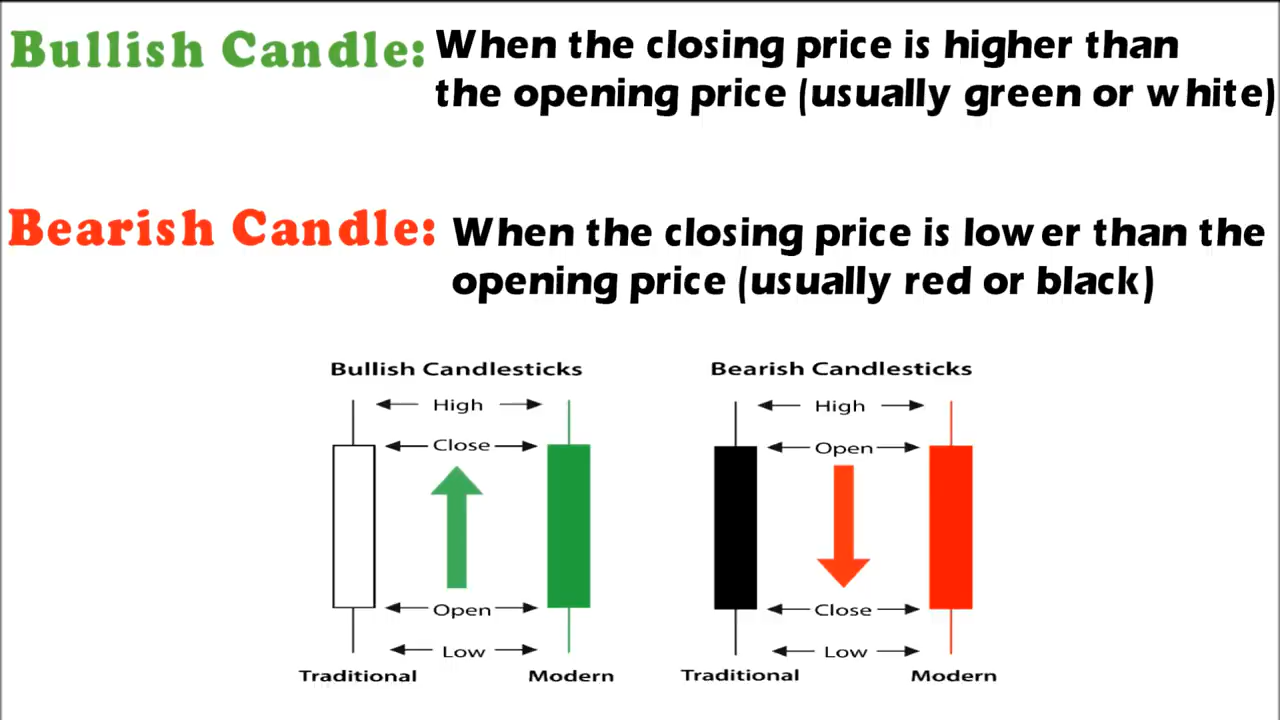 Bullish Candle: When the closing price is higher than
the opening price (usually green or white)
Bearish Candle: When the closing price is lower than the
opening price (usually red or black)
Bullish Candlesticks
High
Close
Open
Low
Traditional Modern
Bearish Candlesticks
High
Open
Close
Low
Traditional Modern